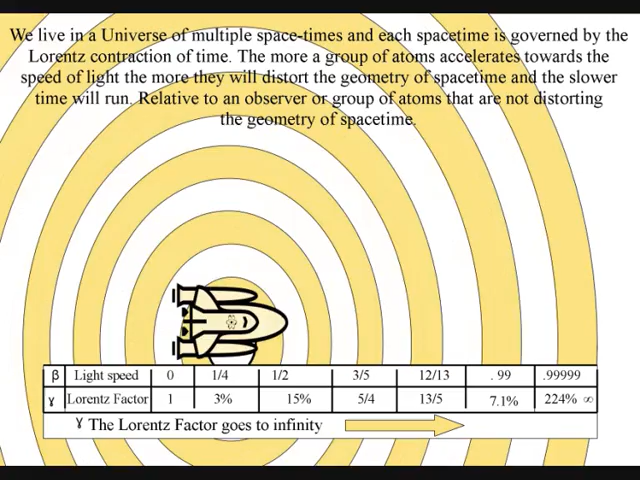 We live in a Universe of multiple space-times and each spacetime is governed by the
Lorentz contraction of time. The more a group of atoms accelerates towards the
speed of light the more they will distort the geometry of spacetime and the slower
time will run. Relative to an observer or group of atoms that are not distorting
the geometry of spacetime.
β Light speed 0 1/4 1/2 3/5 12/13 . 99 .99999
γ Lorentz Factor 1 3% 15% 5/4 13/5 7.1% 224% ∞
γ The Lorentz Factor goes to infinity